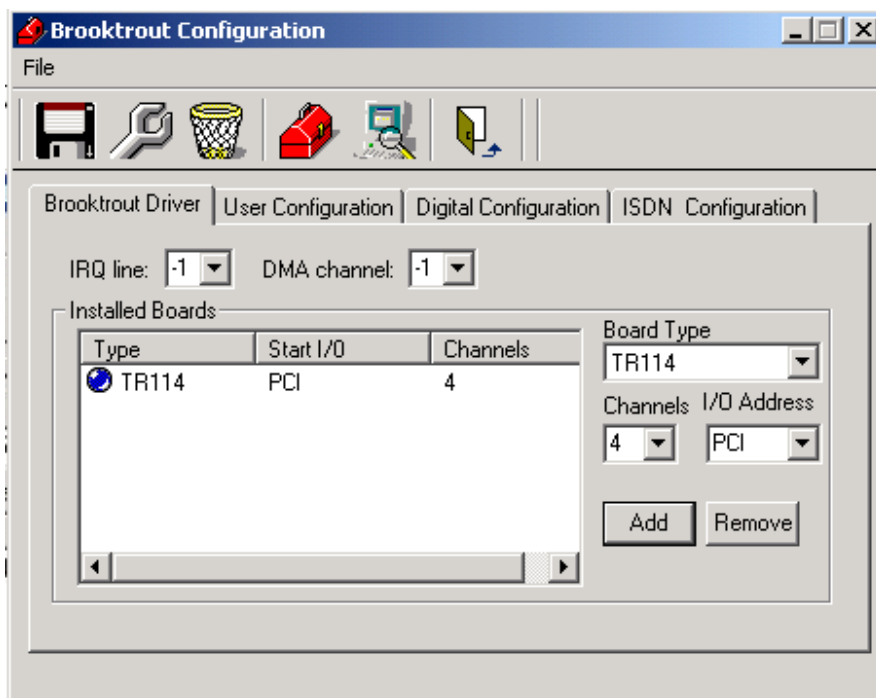 Brooktrout Configuration
File
Brooktrout Driver User Configuration Digital Configuration ISDN Configuration
IRQ line: -1 DMA channel: -1
Installed Boards
Type Start I/O Channels
TR114 PCI 4
Board Type
TR114
Channels I/O Address
4 PCI
Add Remove